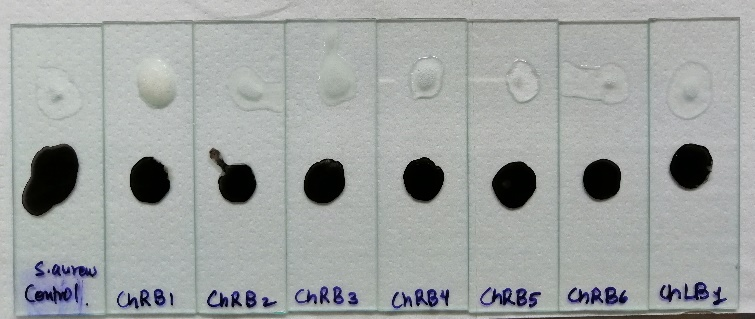 S. aureus
Control.
ChRB1
ChRB2
ChRB3
ChRB4
ChRB5
ChRB6
ChLB1